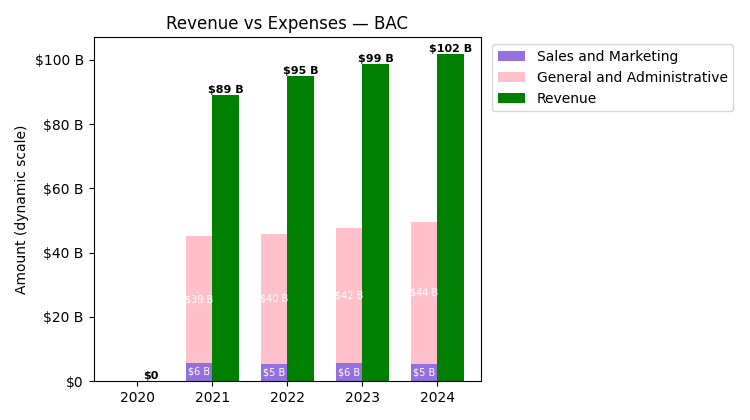 Revenue vs Expenses — BAC
Amount (dynamic scale)
$100 B
$80 B
$60 B
$40 B
$20 B
$0
$0
$89 B
$95 B
$99 B
$102 B
$39 B
$40 B
$42 B
$44 B
$6 B
$5 B
$6 B
$5 B
2020
2021
2022
2023
2024
Sales and Marketing
General and Administrative
Revenue